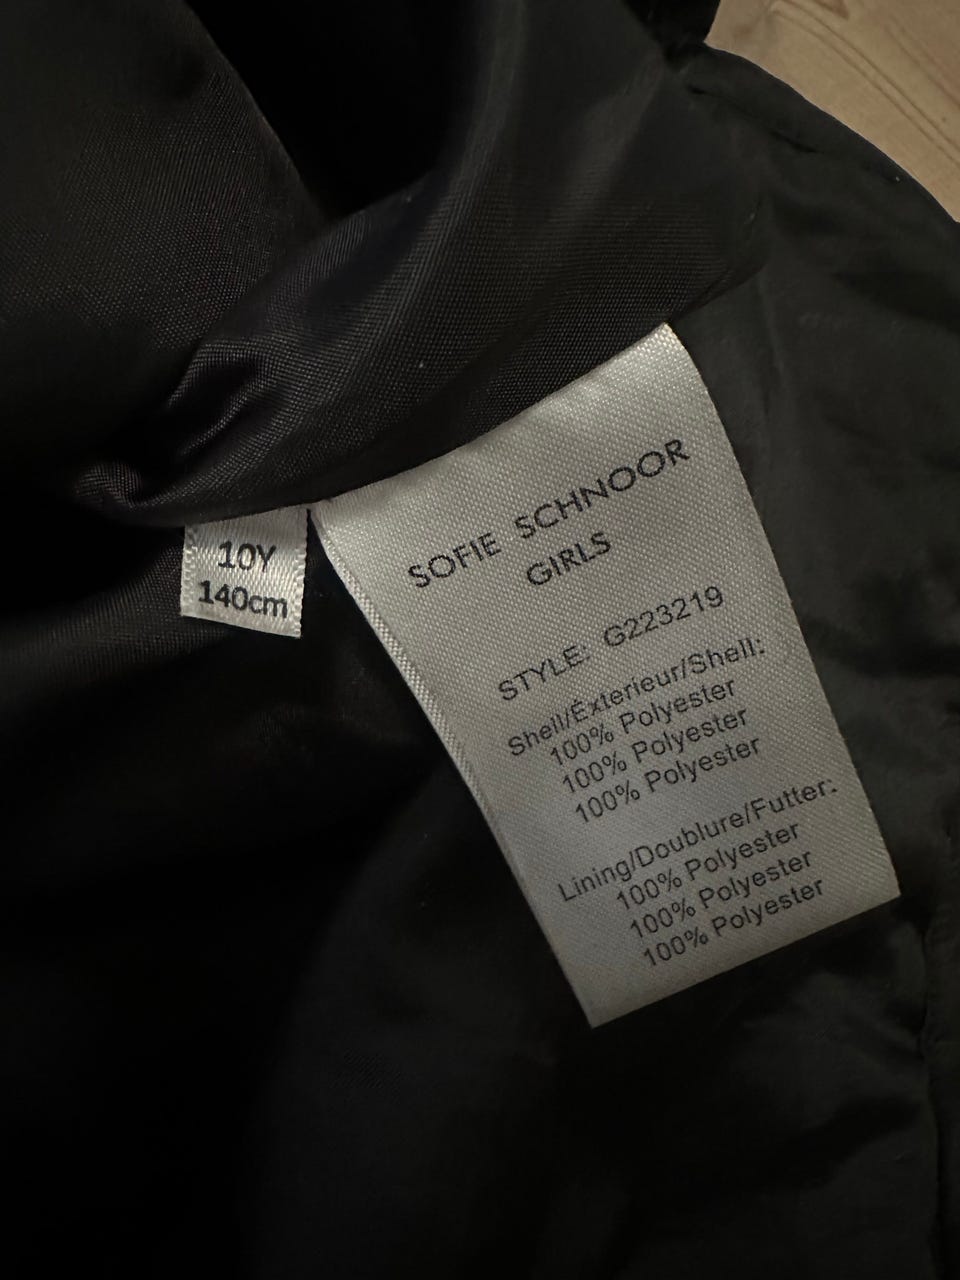 10Y
140cm
SOFIE SCHNOOR
GIRLS
STYLE: G223219
Shell/Éxterieur/Shell:
100% Polyester
100% Polyester
100% Polyester
Lining/Doublure/Futter:
100% Polyester
100% Polyester
100% Polyester